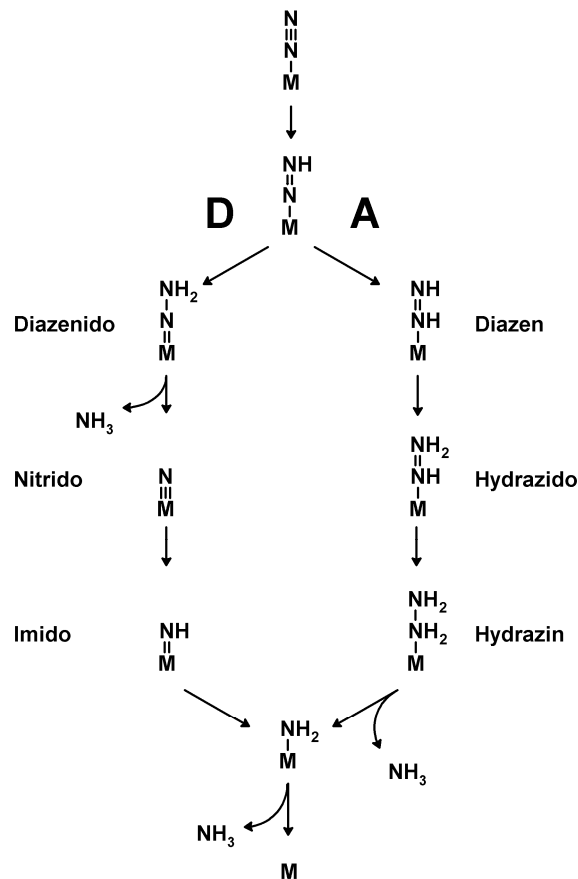 N
N
M
NH
N
M
D A
NH2
N
M
Diazenido
NH
NH
M
Diazen
NH3
N
M
Nitrido
NH2
NH
M
Hydrazido
NH
M
Imido
NH2
NH2
M
Hydrazin
NH2
M
NH3
NH3
M